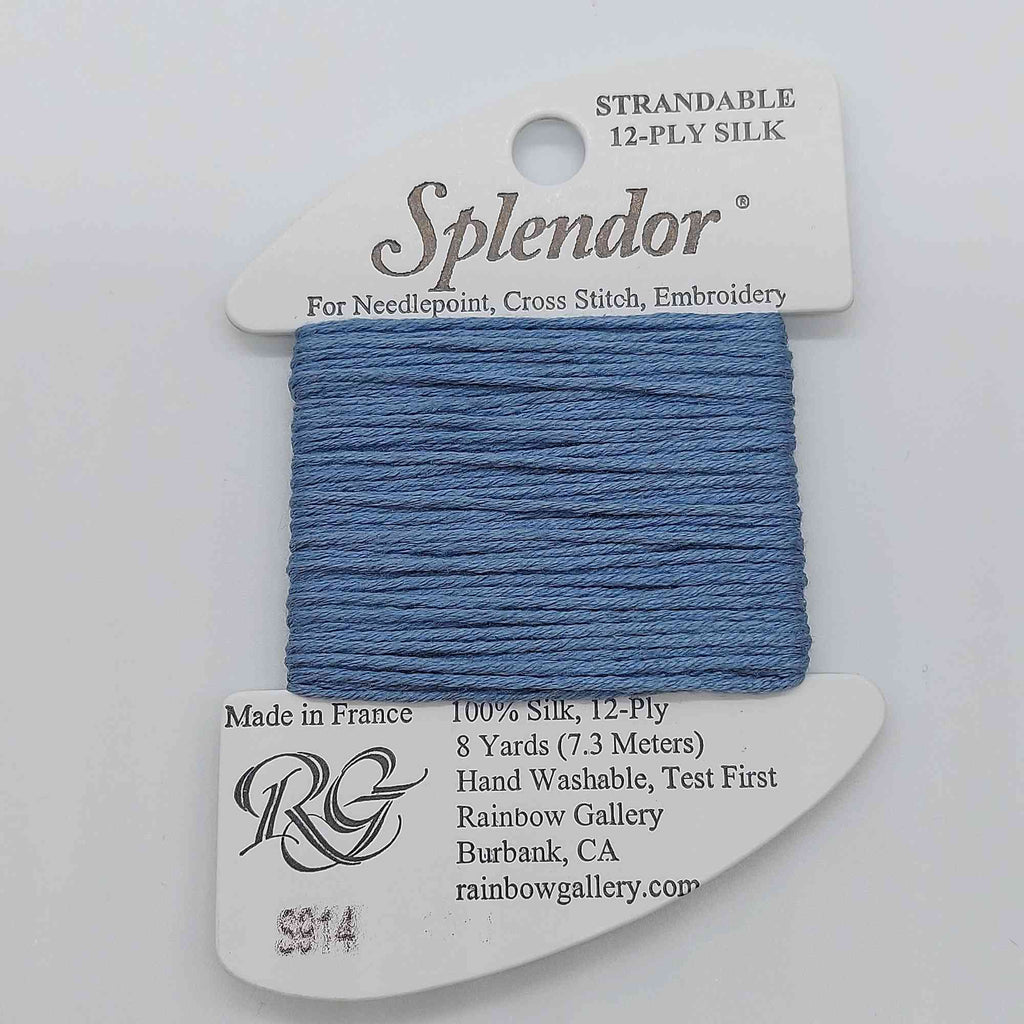 STRANDABLE
12-PLY SILK
Splendor®
For Needlepoint, Cross Stitch, Embroidery
Made in France
RG
S914
100% Silk, 12-Ply
8 Yards (7.3 Meters)
Hand Washable, Test First
Rainbow Gallery
Burbank, CA
rainbowgallery.com